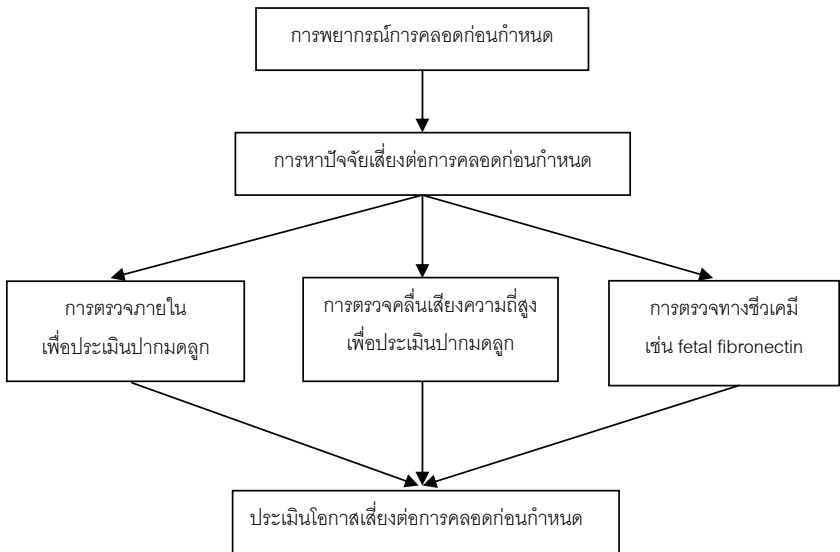 การพยากรณ์การคลอดก่อนกำหนด
การหาปัจจัยเสี่ยงต่อการคลอดก่อนกำหนด
การตรวจภายใน
เพื่อประเมินปากมดลูก
การตรวจคลื่นเสียงความถี่สูง
เพื่อประเมินปากมดลูก
การตรวจทางชีวเคมี
เช่น fetal fibronectin
ประเมินโอกาสเสี่ยงต่อการคลอดก่อนกำหนด